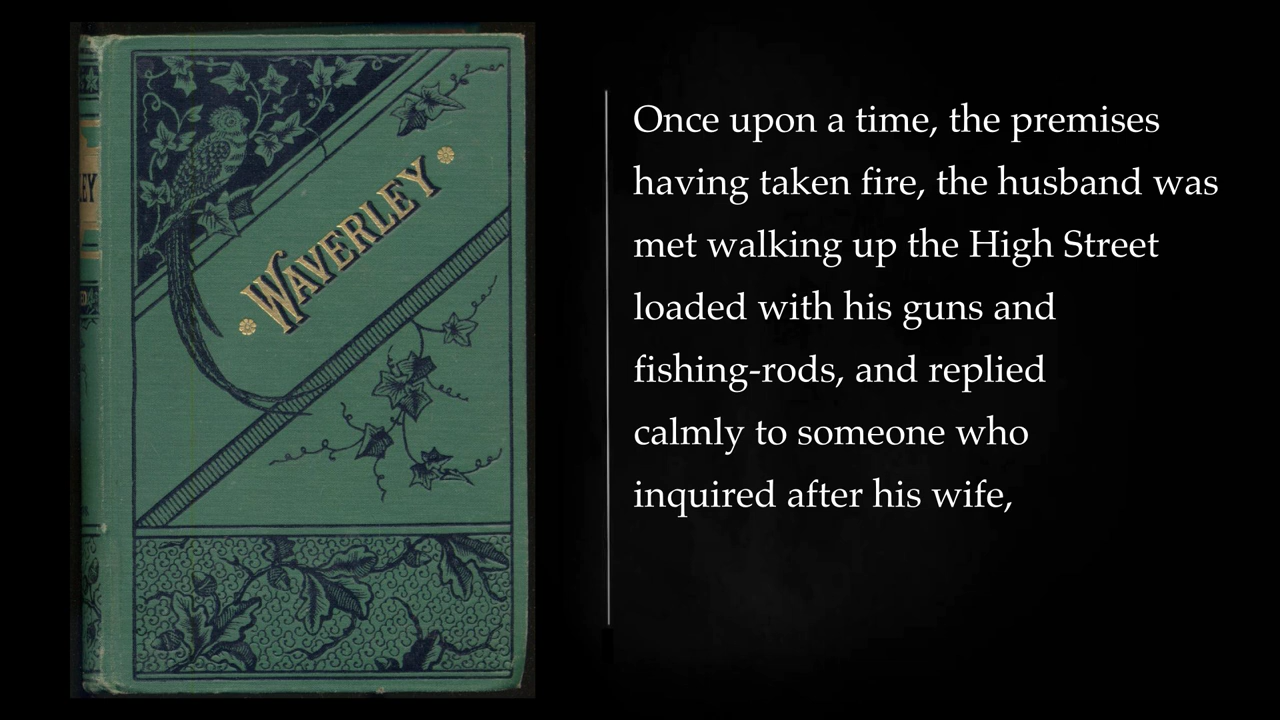 WAVERLEY
EY
Once upon a time, the premises
having taken fire, the husband was
met walking up the High Street
loaded with his guns and
fishing-rods, and replied
calmly to someone who
inquired after his wife,